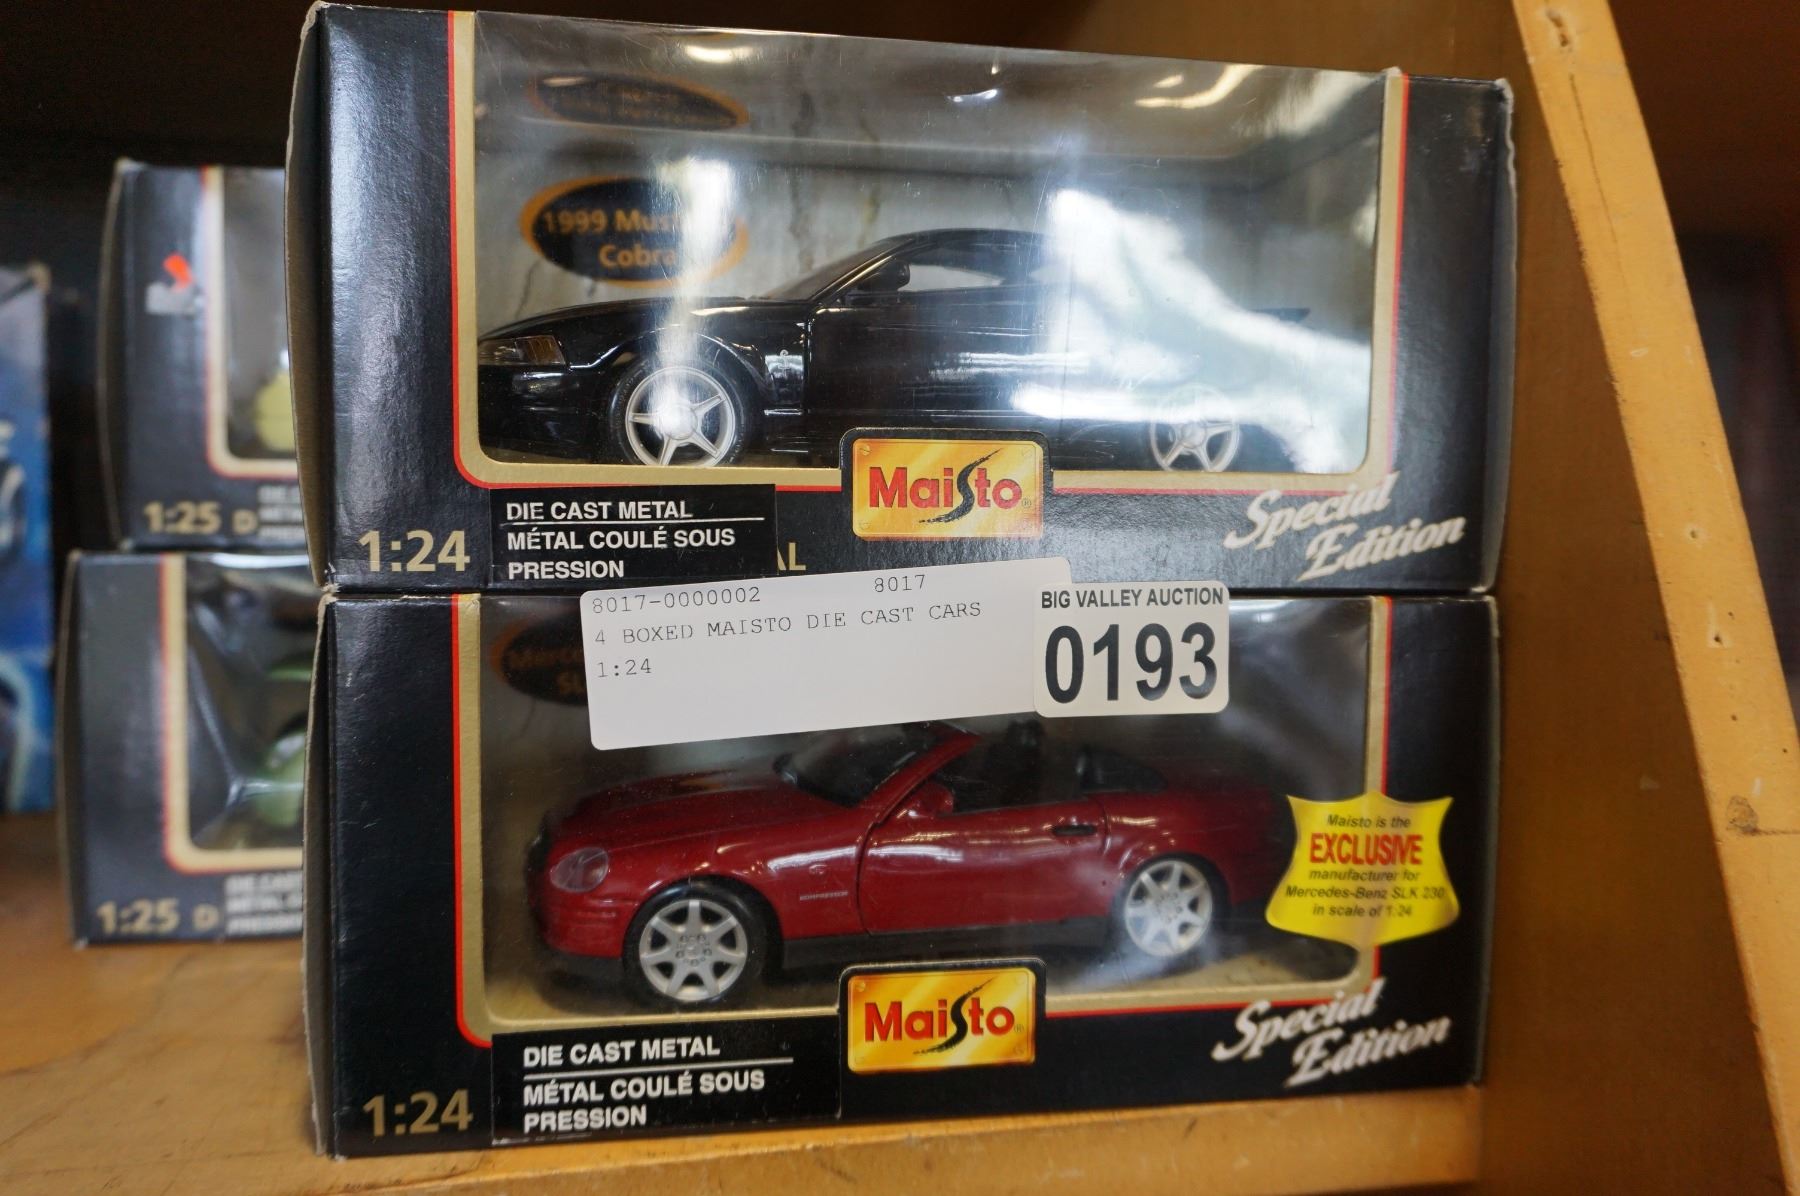 1999
Cobra
Maisto
Special
Edition
1:24
DIE CAST METAL
MÉTAL COULÉ SOUS
PRESSION
AL
8017-0000002 8017
4 BOXED MAISTO DIE CAST CARS
1:24
BIG VALLEY AUCTION
0193
KOMPRESSOR
Maisto is the
EXCLUSIVE
manufacturer for
Mercedes-Benz SLK 230
in scale of 1:24
Maisto
Special
Edition
1:24
DIE CAST METAL
MÉTAL COULÉ SOUS
PRESSION
1:25 D
1:25 D